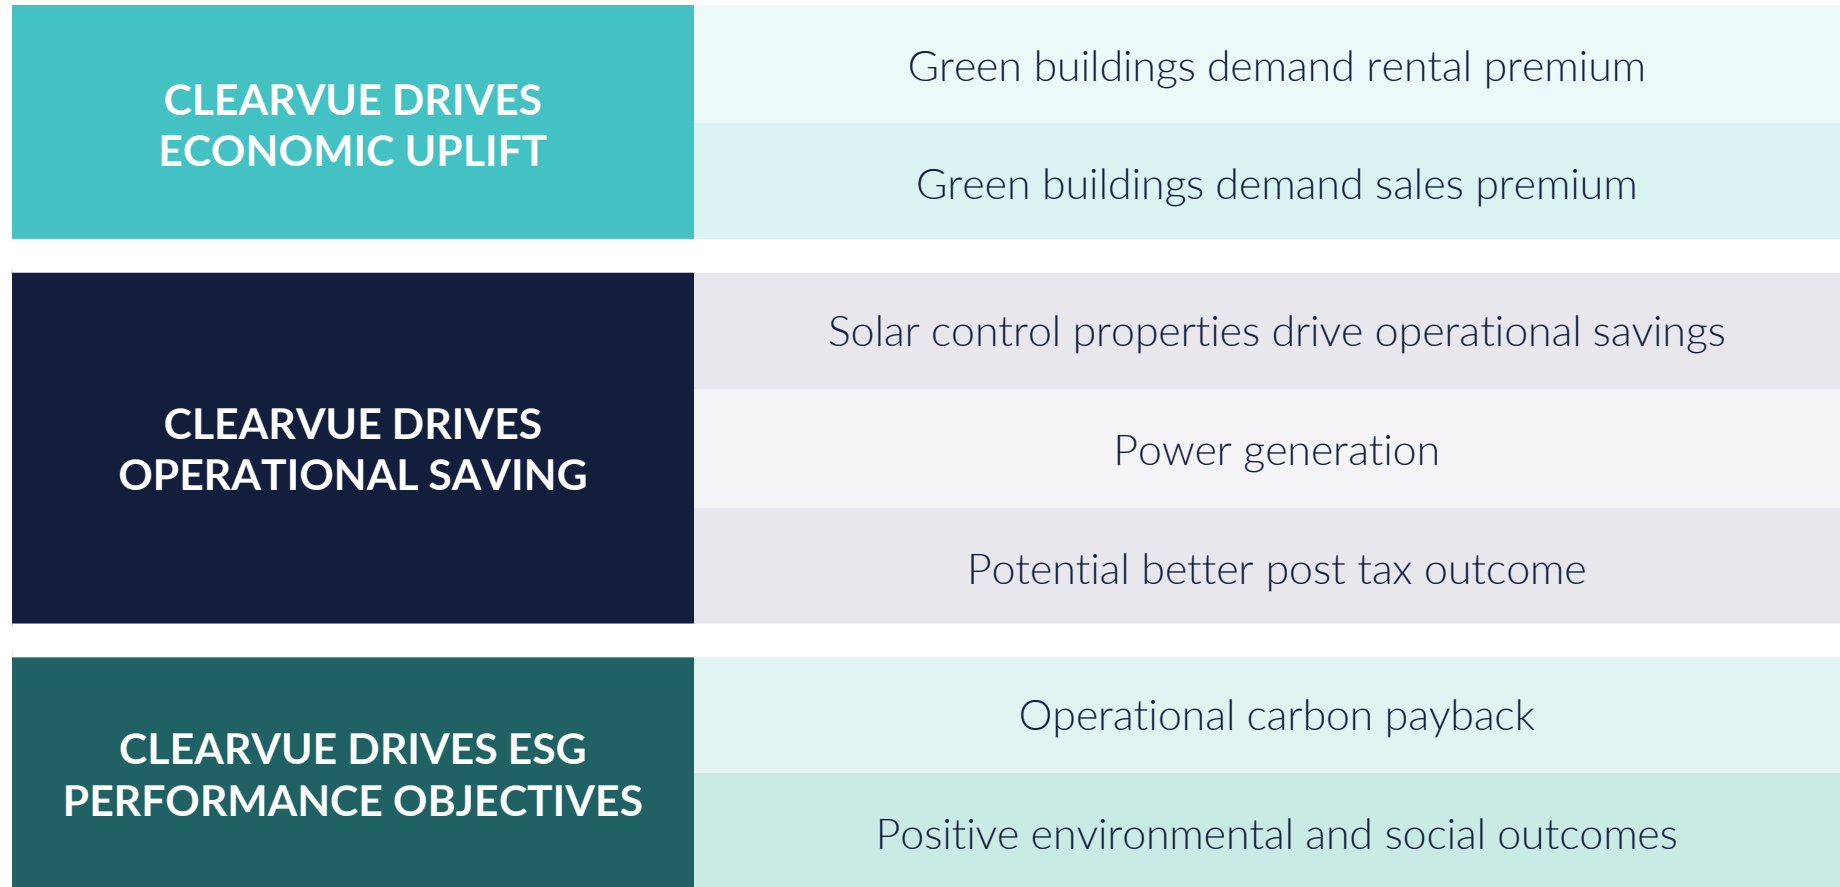 CLEARVUE DRIVES
ECONOMIC UPLIFT
Green buildings demand rental premium
Green buildings demand sales premium
CLEARVUE DRIVES
OPERATIONAL SAVING
Solar control properties drive operational savings
Power generation
Potential better post tax outcome
CLEARVUE DRIVES ESG
PERFORMANCE OBJECTIVES
Operational carbon payback
Positive environmental and social outcomes